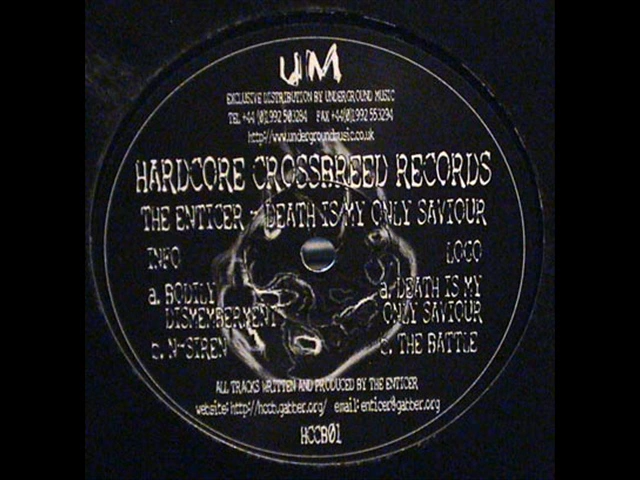 UM
EXCLUSIVE DISTRIBUTION BY UNDERGROUND MUSIC
TEL +44 (0)1992 503284 FAX +44(0)1992 553294
http://www.undergroundmusic.co.uk
HARDCORE CROSSBREED RECORDS
THE ENTICER - DEATH IS MY ONLY SAVIOUR
INFO
a. BODILY
DISMEMBERMENT
c. N-SIREN
LOGO
a. DEATH IS MY
ONLY SAVIOUR
c. THE BATTLE
ALL TRACKS WRITTEN AND PRODUCED BY THE ENTICER
website: http://hccb.gabber.org/ email: enticer@gabber.org
HCCB01